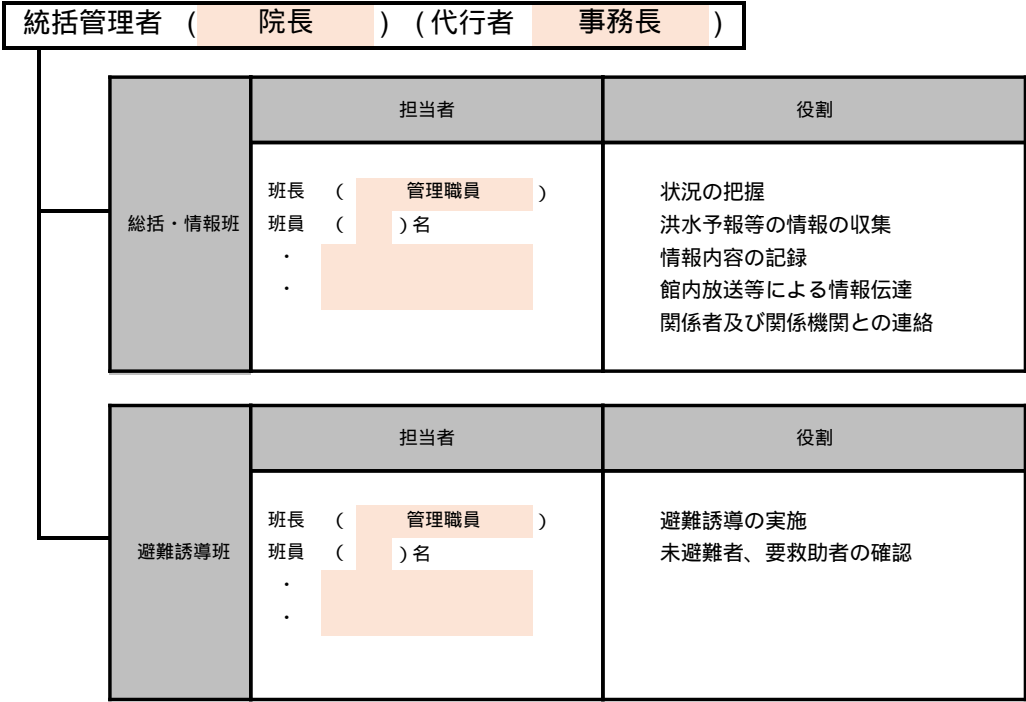 統括管理者 ( 院長 ) ( 代行者 事務長 )
担当者 役割
総括・情報班
班長 ( 管理職員 )
班員 ( ) 名
・
・
状況の把握
洪水予報等の情報の収集
情報内容の記録
館内放送等による情報伝達
関係者及び関係機関との連絡
担当者 役割
避難誘導班
班長 ( 管理職員 )
班員 ( ) 名
・
・
避難誘導の実施
未避難者、要救助者の確認